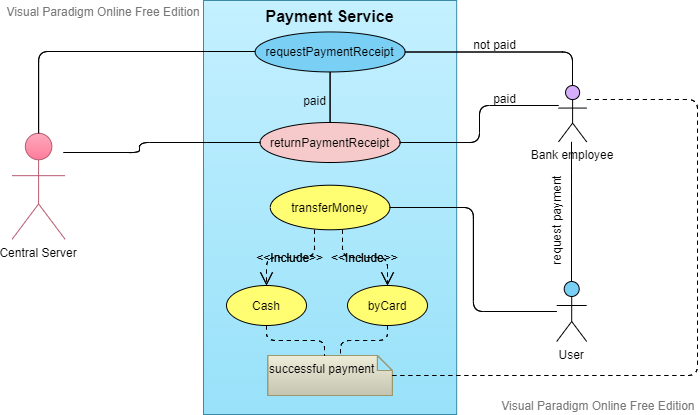 Visual Paradigm Online Free Edition
Payment Service
requestPaymentReceipt
not paid
paid
paid
returnPaymentReceipt
Bank employee
request payment
transferMoney
Central Server
<<Include>>
<<Include>>
Cash
byCard
User
successful payment
Visual Paradigm Online Free Edition